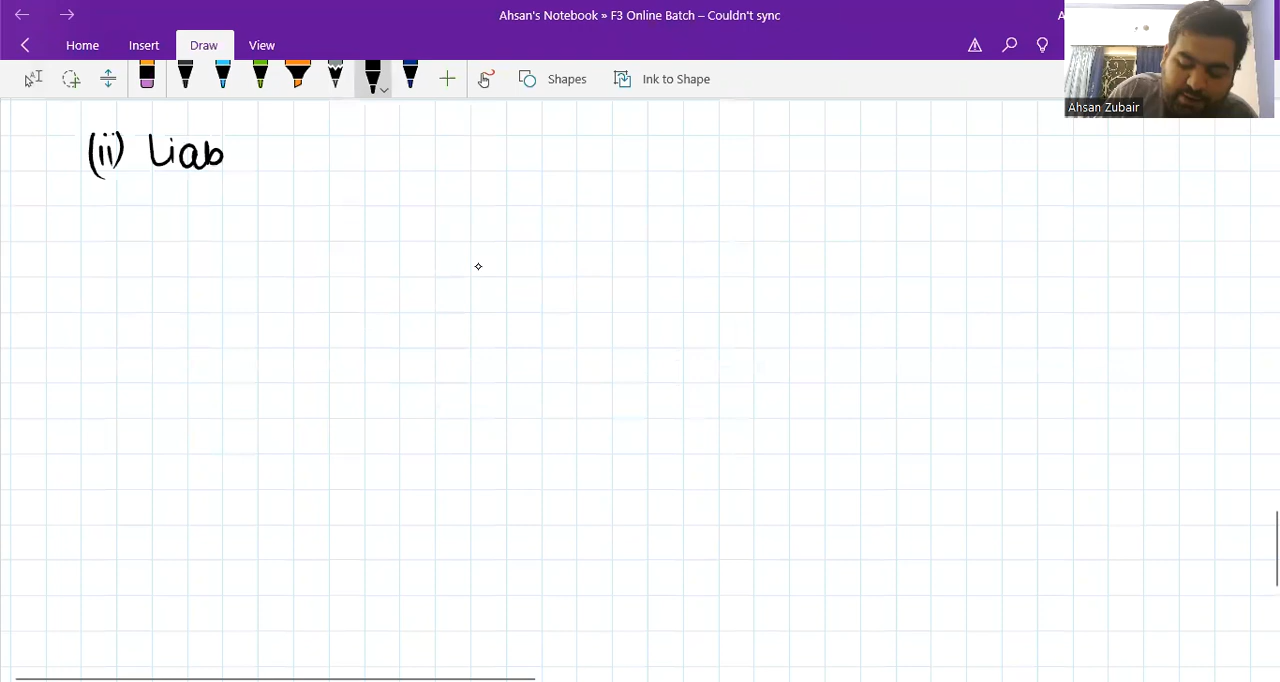 Ahsan's Notebook » F3 Online Batch – Couldn't sync
A
Home Insert Draw View
Shapes Ink to Shape
Ahsan Zubair
(ii) Liab